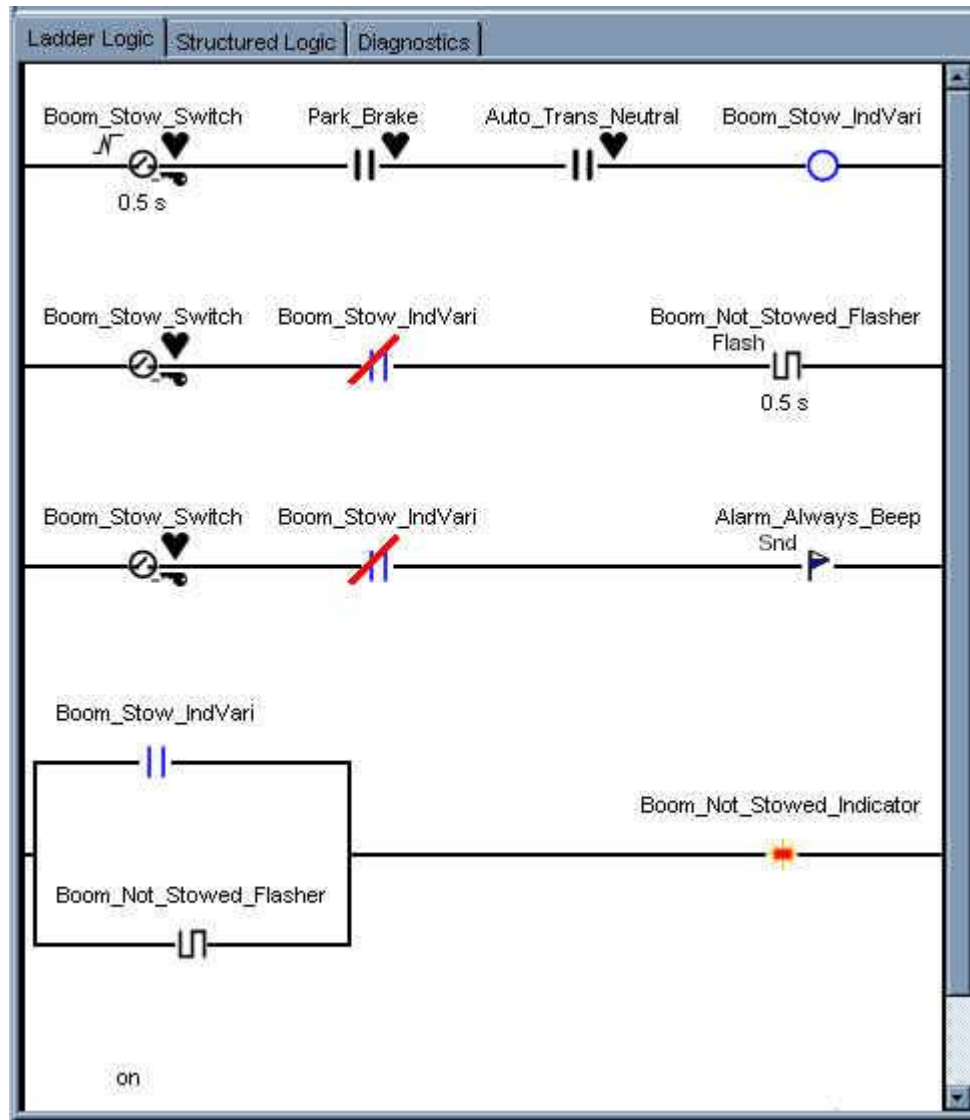 Ladder Logic Structured Logic Diagnostics
Boom_Stow_Switch Park_Brake Auto_Trans_Neutral Boom_Stow_IndVari
0.5 s
Boom_Stow_Switch Boom_Stow_IndVari Boom_Not_Stowed_Flasher
Flash
0.5 s
Boom_Stow_Switch Boom_Stow_IndVari Alarm_Always_Beep
Snd
Boom_Stow_IndVari
Boom_Not_Stowed_Indicator
Boom_Not_Stowed_Flasher
on